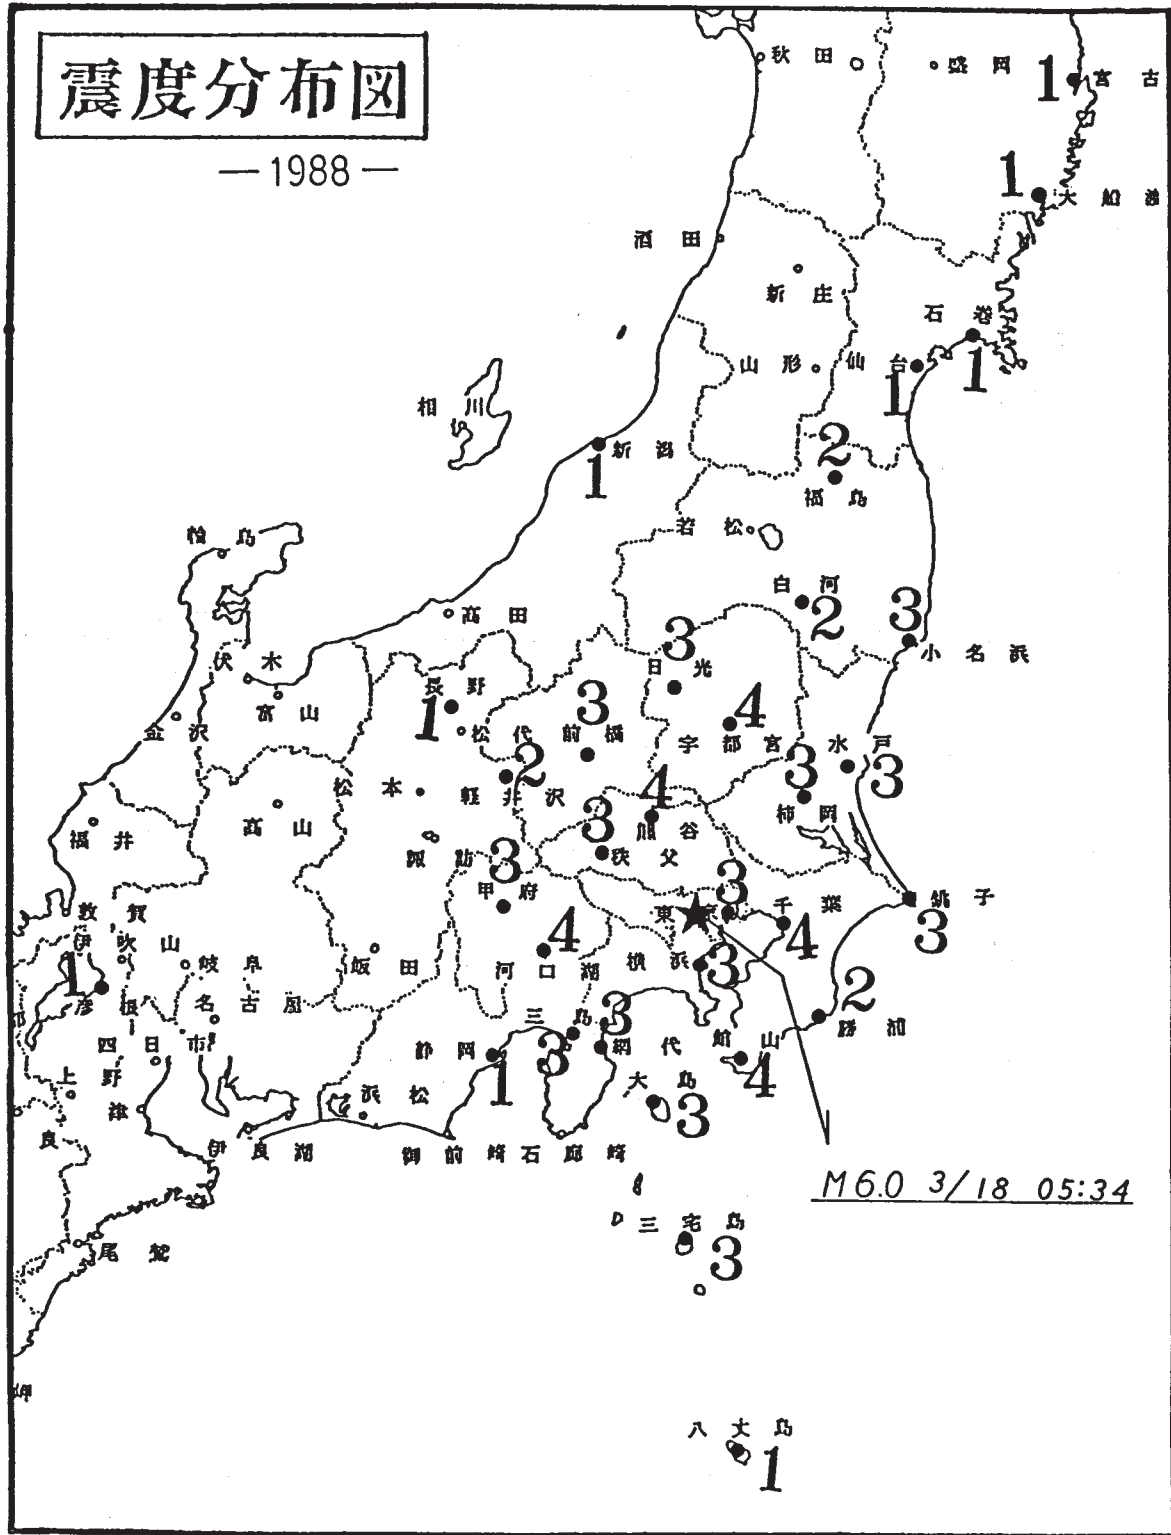 震度分布図
—1988—
秋田
盛岡
1
宮古
1
大船渡
酒田
新庄
石巻
1
山形
仙台
1
相川
新潟
1
2
福島
若松
輪島
白河
2
3
小名浜
高田
3
日光
伏木
長野
1
富山
3
前橋
4
宇都宮
水戸
3
金沢
松代
2
軽井沢
松本
4
熊谷
3
柿岡
高山
3
秩父
福井
諏訪
3
甲府
3
東京
千葉
4
銚子
3
敦賀
伊吹山
1
彦根
岐阜
飯田
4
河口湖
横浜
3
名古屋
三島
3
3
網代
館山
4
2
勝浦
四日市
静岡
1
上野
津
浜松
大島
3
良
伊良湖
御前崎
石廊崎
M6.0 3/18 05:34
三宅島
3
尾鷲
岬
八丈島
1